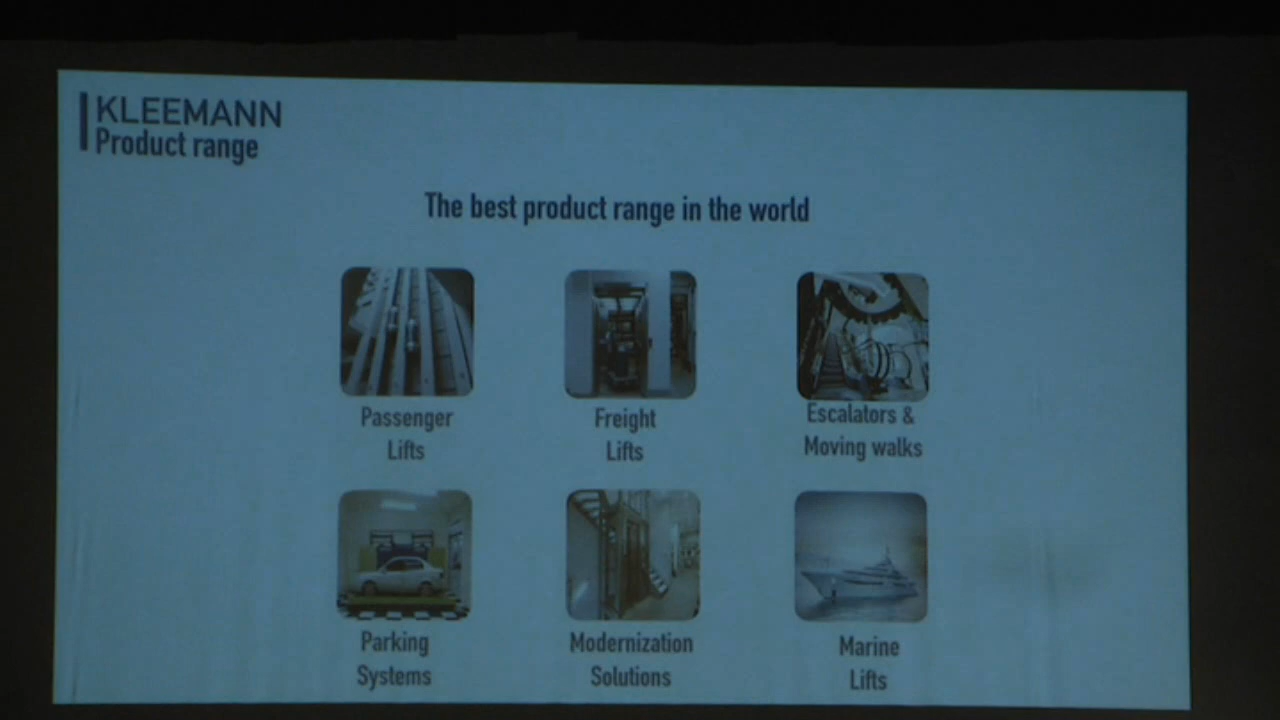 KLEEMANN
Product range
The best product range in the world
Passenger
Lifts
Freight
Lifts
Escalators &
Moving walks
Parking
Systems
Modernization
Solutions
Marine
Lifts